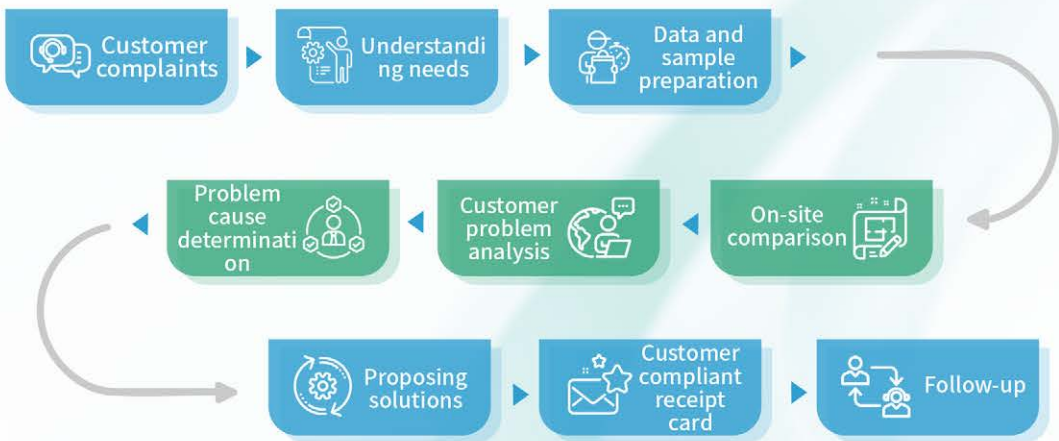 Customer
complaints
Understandi
ng needs
Data and
sample
preparation
On-site
comparison
Customer
problem
analysis
Problem
cause
determinati
on
Proposing
solutions
Customer
compliant
receipt
card
Follow-up